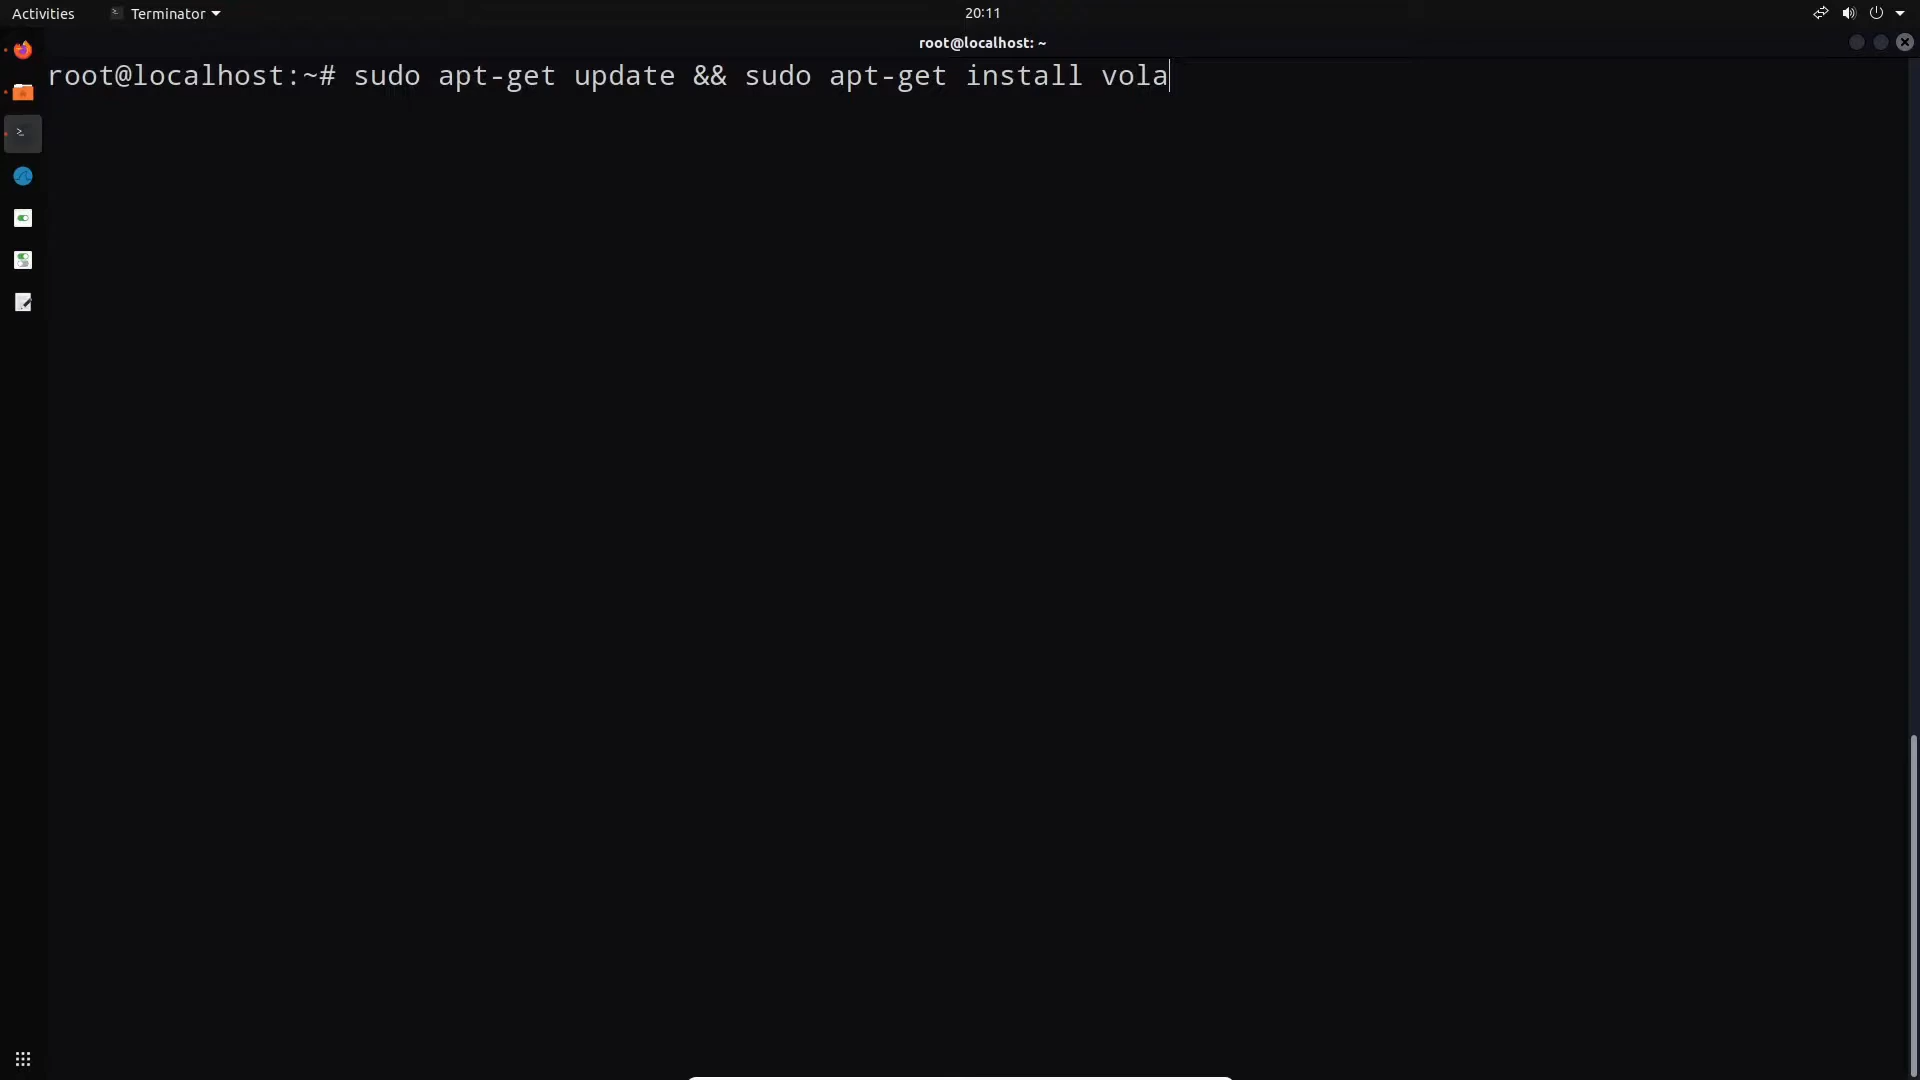 Activities
Terminator
20:11
root@localhost: ~
root@localhost:~# sudo apt-get update && sudo apt-get install vola